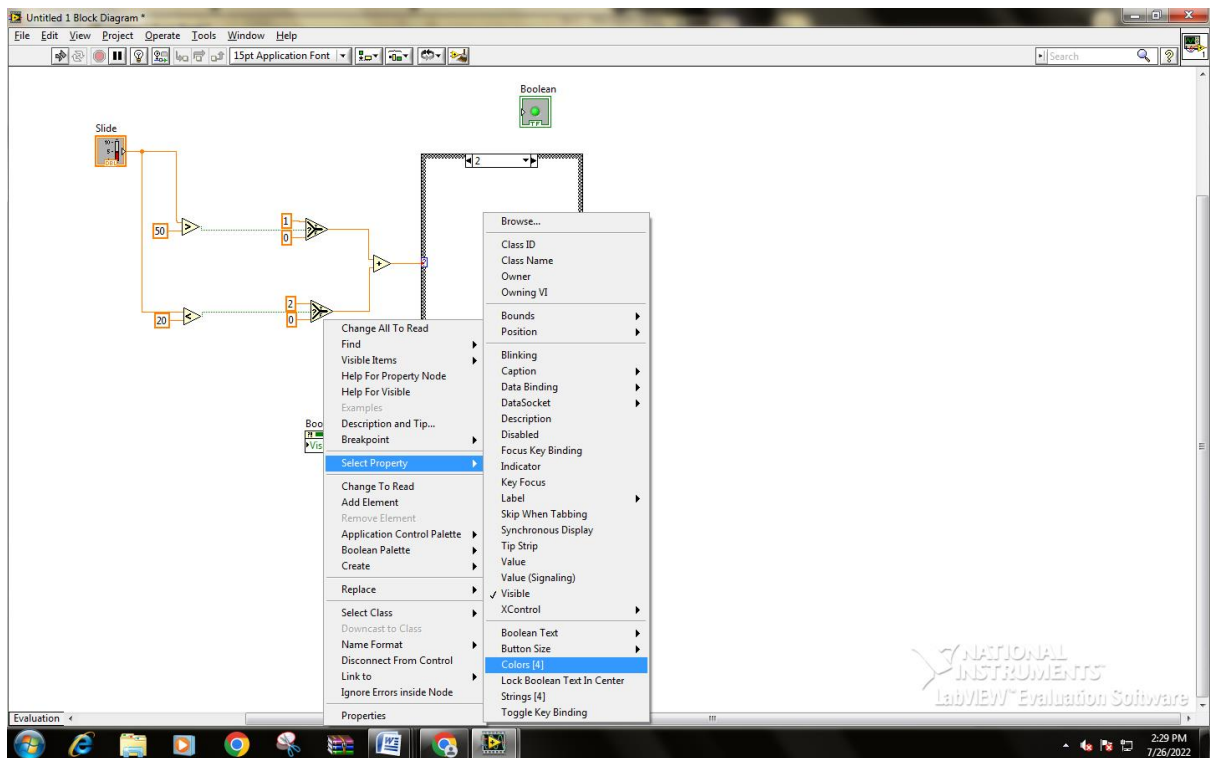 Untitled 1 Block Diagram *
File Edit View Project Operate Tools Window Help
15pt Application Font
Search
1
Boolean
TF
Slide
2
50
1
0
20
2
0
Boo
Vis
Change All To Read
Find
Visible Items
Help For Property Node
Help For Visible
Examples
Description and Tip...
Breakpoint
Select Property
Change To Read
Add Element
Remove Element
Application Control Palette
Boolean Palette
Create
Replace
Select Class
Downcast to Class
Name Format
Disconnect From Control
Link to
Ignore Errors inside Node
Properties
Browse...
Class ID
Class Name
Owner
Owning VI
Bounds
Position
Blinking
Caption
Data Binding
DataSocket
Description
Disabled
Focus Key Binding
Indicator
Key Focus
Label
Skip When Tabbing
Synchronous Display
Tip Strip
Value
Value (Signaling)
Visible
XControl
Boolean Text
Button Size
Colors [4]
Lock Boolean Text In Center
Strings [4]
Toggle Key Binding
NATIONAL
INSTRUMENTS
LabVIEW™ Evaluation Software
Evaluation
2:29 PM
7/26/2022